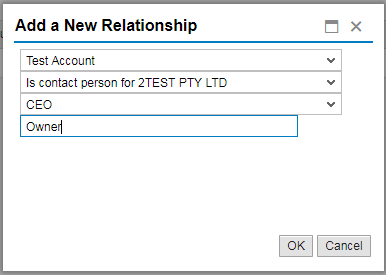 Add a New Relationship
Test Account
Is contact person for 2TEST PTY LTD
CEO
Owner
OK
Cancel